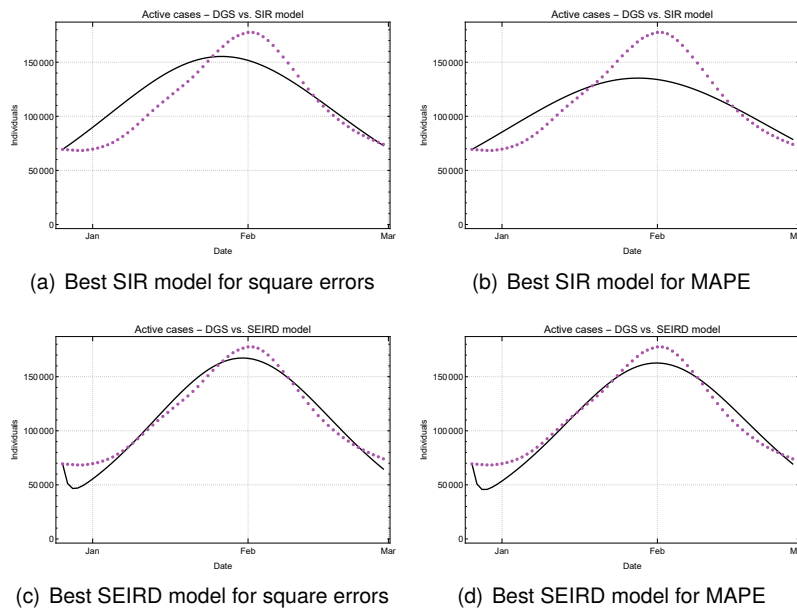 Active cases – DGS vs. SIR model
150000
100000
50000
0
Individuals
Jan
Feb
Mar
Date
(a) Best SIR model for square errors
Active cases – DGS vs. SIR model
150000
100000
50000
0
Individuals
Jan
Feb
M
Date
(b) Best SIR model for MAPE
Active cases – DGS vs. SEIRD model
150000
100000
50000
0
Individuals
Jan
Feb
Mar
Date
(c) Best SEIRD model for square errors
Active cases – DGS vs. SEIRD model
150000
100000
50000
0
Individuals
Jan
Feb
M
Date
(d) Best SEIRD model for MAPE